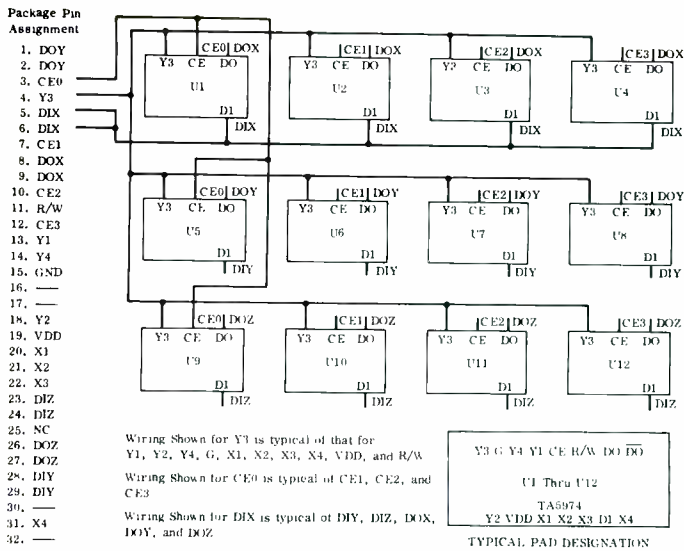 Package Pin
Assignment
1. DOY
2. DOY
3. CE0
4. Y3
5. DIX
6. DIX
7. CE1
8. DOX
9. DOX
10. CE2
11. R/W
12. CE3
13. Y1
14. Y4
15. GND
16. —
17. —
18. Y2
19. VDD
20. X1
21. X2
22. X3
23. DIZ
24. DIZ
25. NC
26. DOZ
27. DOZ
28. DIY
29. DIY
30. —
31. X4
32. —
CE0 DOX CE1 DOX CE2 DOX CE3 DOX
Y3 CE DO Y3 CE DO Y3 CE DO Y3 CE DO
U1 U2 U3 U4
D1 D1 D1 D1
DIX DIX DIX DIX
CE0 DOY CE1 DOY CE2 DOY CE3 DOY
Y3 CE DO Y3 CE DO Y3 CE DO Y3 CE DO
U5 U6 U7 U8
D1 D1 D1 D1
DIY DIY DIY DIY
CE0 DOZ CE1 DOZ CE2 DOZ CE3 DOZ
Y3 CE DO Y3 CE DO Y3 CE DO Y3 CE DO
U9 U10 U11 U12
D1 D1 D1 D1
DIZ DIZ DIZ DIZ
Wiring Shown for Y3 is typical of that for
Y1, Y2, Y4, G, X1, X2, X3, X4, VDD, and R/W
Wiring Shown for CE0 is typical of CE1, CE2, and
CE3
Wiring Shown for DIX is typical of DIY, DIZ, DOX,
DOY, and DOZ
Y3 G Y4 Y1 CE R/W DO D̅O̅
U1 Thru U12
TA5974
Y2 VDD X1 X2 X3 D1 X4
TYPICAL PAD DESIGNATION